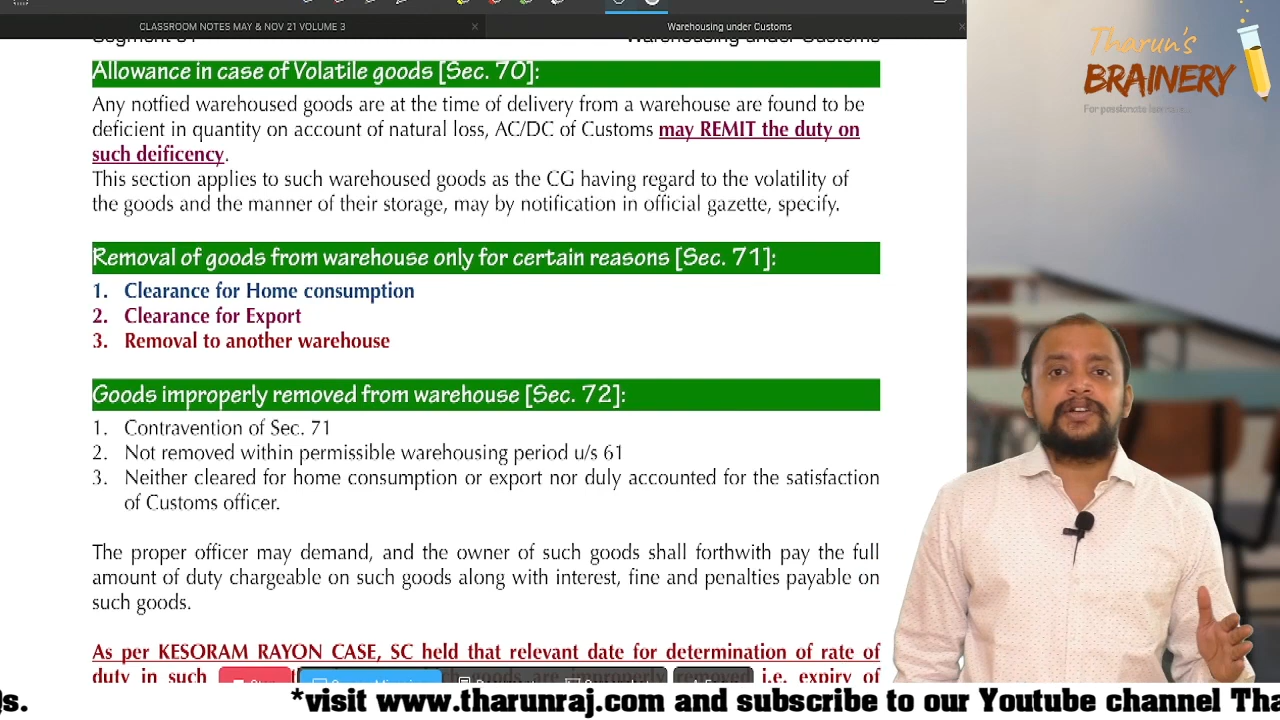 CLASSROOM NOTES MAY & NOV 21 VOLUME 3
Warehousing under Customs
Segment 01 Warehousing under Customs
Allowance in case of Volatile goods [Sec. 70]:
Any notfied warehoused goods are at the time of delivery from a warehouse are found to be
deficient in quantity on account of natural loss, AC/DC of Customs may REMIT the duty on
such deificency.
This section applies to such warehoused goods as the CG having regard to the volatility of
the goods and the manner of their storage, may by notification in official gazette, specify.
Removal of goods from warehouse only for certain reasons [Sec. 71]:
1. Clearance for Home consumption
2. Clearance for Export
3. Removal to another warehouse
Goods improperly removed from warehouse [Sec. 72]:
1. Contravention of Sec. 71
2. Not removed within permissible warehousing period u/s 61
3. Neither cleared for home consumption or export nor duly accounted for the satisfaction
of Customs officer.
The proper officer may demand, and the owner of such goods shall forthwith pay the full
amount of duty chargeable on such goods along with interest, fine and penalties payable on
such goods.
As per KESORAM RAYON CASE, SC held that relevant date for determination of rate of
duty in such i.e. expiry of
Tharun's
BRAINERY
For passionate learners...
s. *visit www.tharunraj.com and subscribe to our Youtube channel Tha